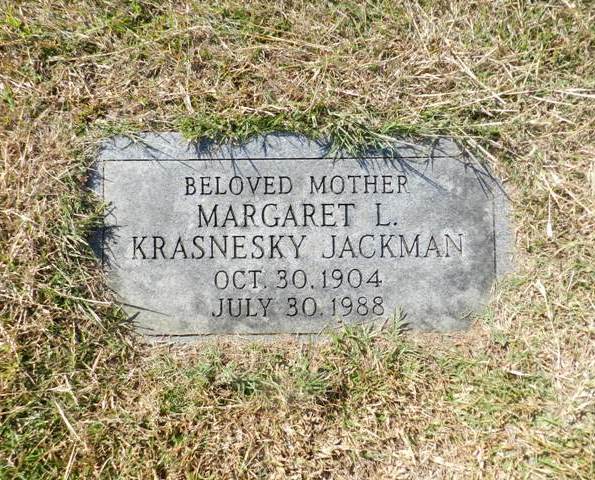 BELOVED MOTHER
MARGARET L.
KRASNESKY JACKMAN
OCT. 30, 1904
JULY 30, 1988